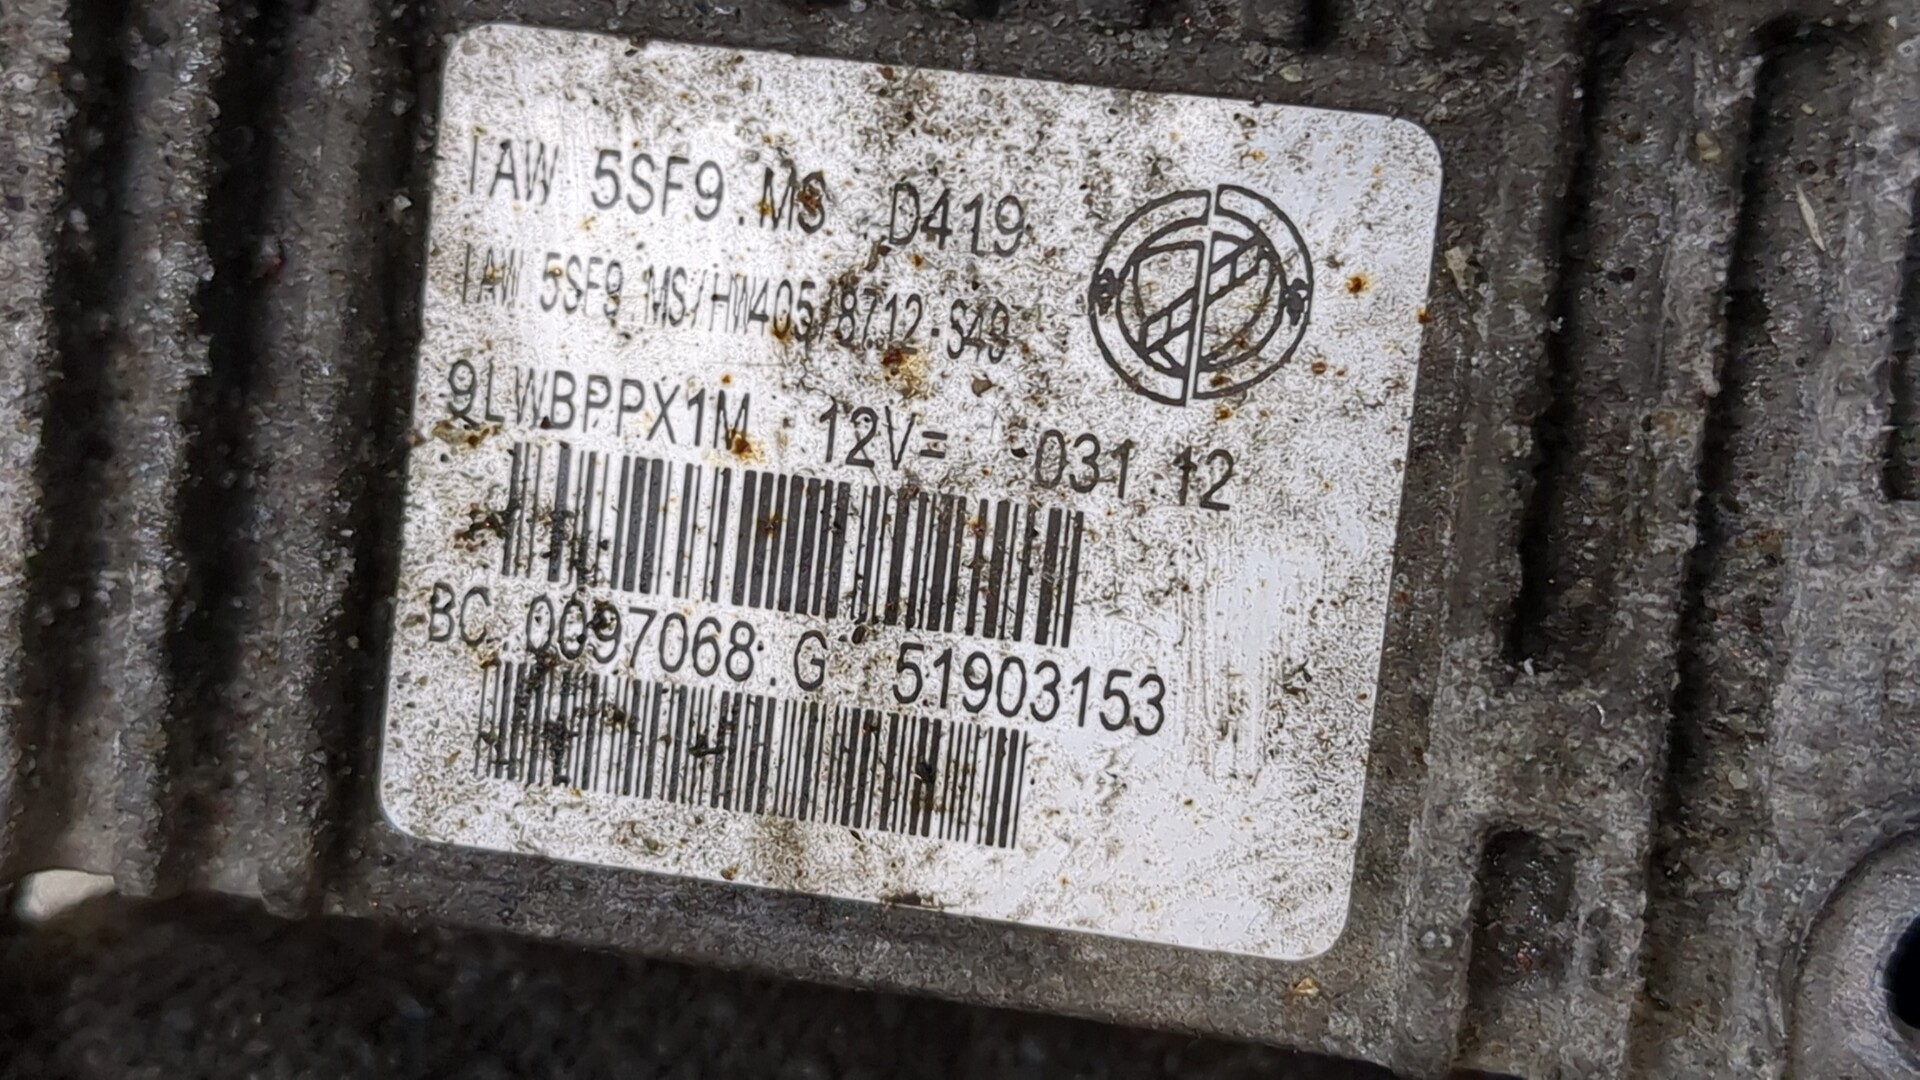 IAW 5SF9.MS D419
IAW 5SF9.MS/HW405/8712-S49
9LWBPPX1M 12V= 031 12
BC.0097068.G 51903153